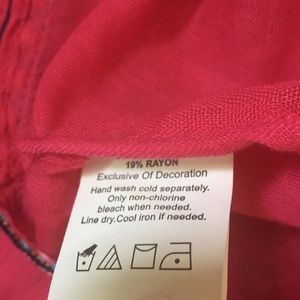 19% RAYON
Exclusive Of Decoration
Hand wash cold separately.
Only non-chlorine
bleach when needed.
Line dry.Cool iron if needed.